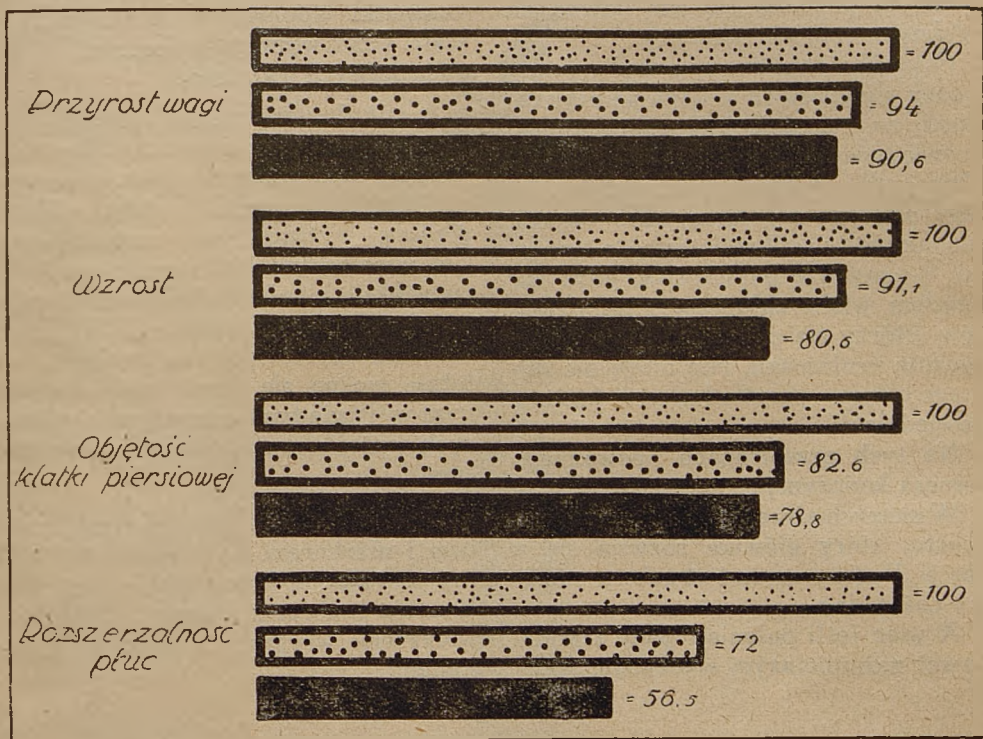 Przyrost wagi
= 100
= 94
= 90,6
Wzrost
= 100
= 91,1
= 80,6
Objętość
klatki piersiowej
= 100
= 82.6
= 78,8
Rozszerzalność
płuc
= 100
= 72
= 56.5